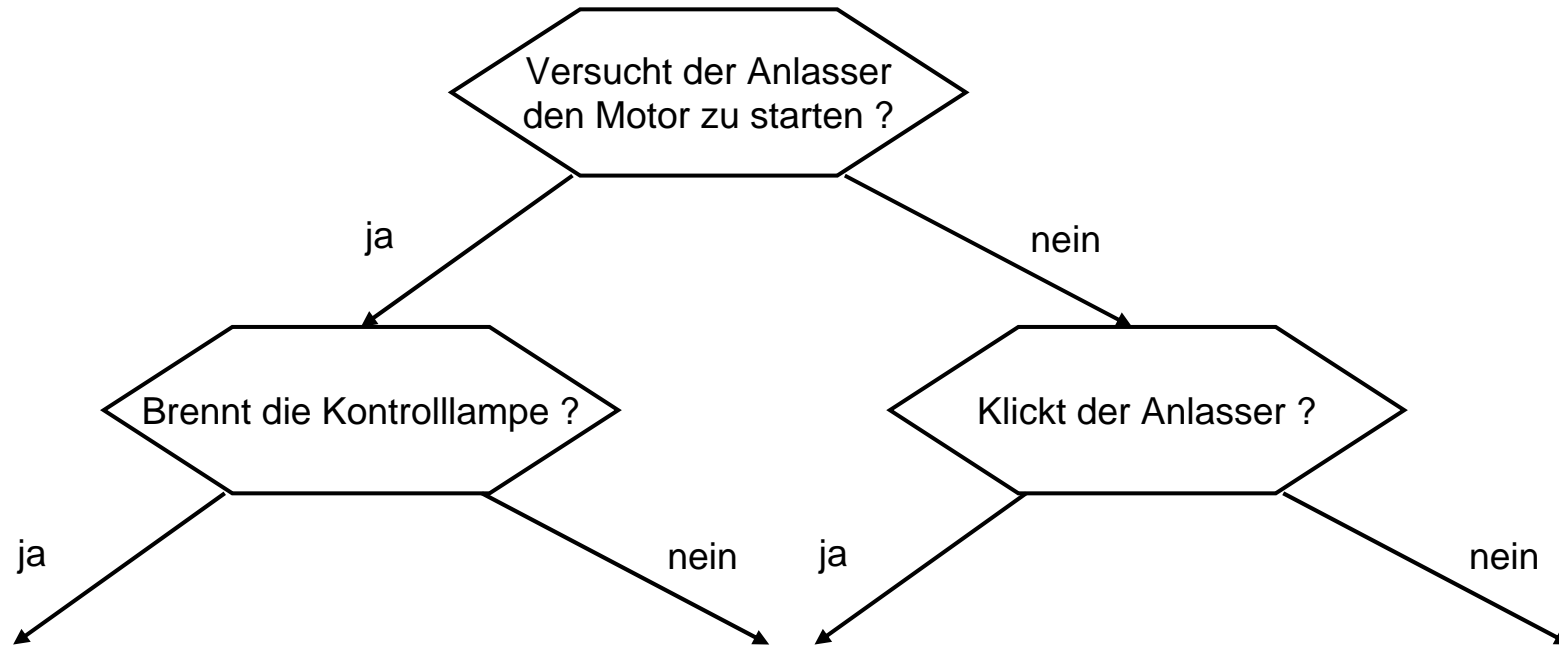 Versucht der Anlasser
den Motor zu starten ?
ja
nein
Brennt die Kontrolllampe ?
Klickt der Anlasser ?
ja
nein
ja
nein